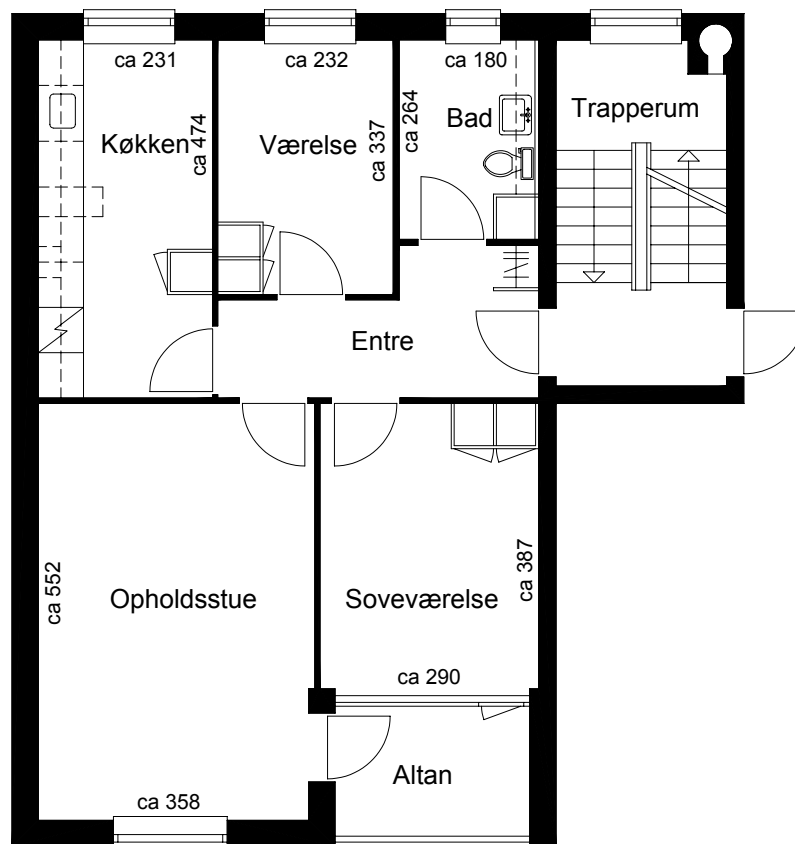 ca 231
ca 232
ca 180
Køkken
ca 474
Værelse
ca 337
ca 264
Bad
Trapperum
Entre
ca 552
Opholdsstue
Soveværelse
ca 387
ca 290
Altan
ca 358